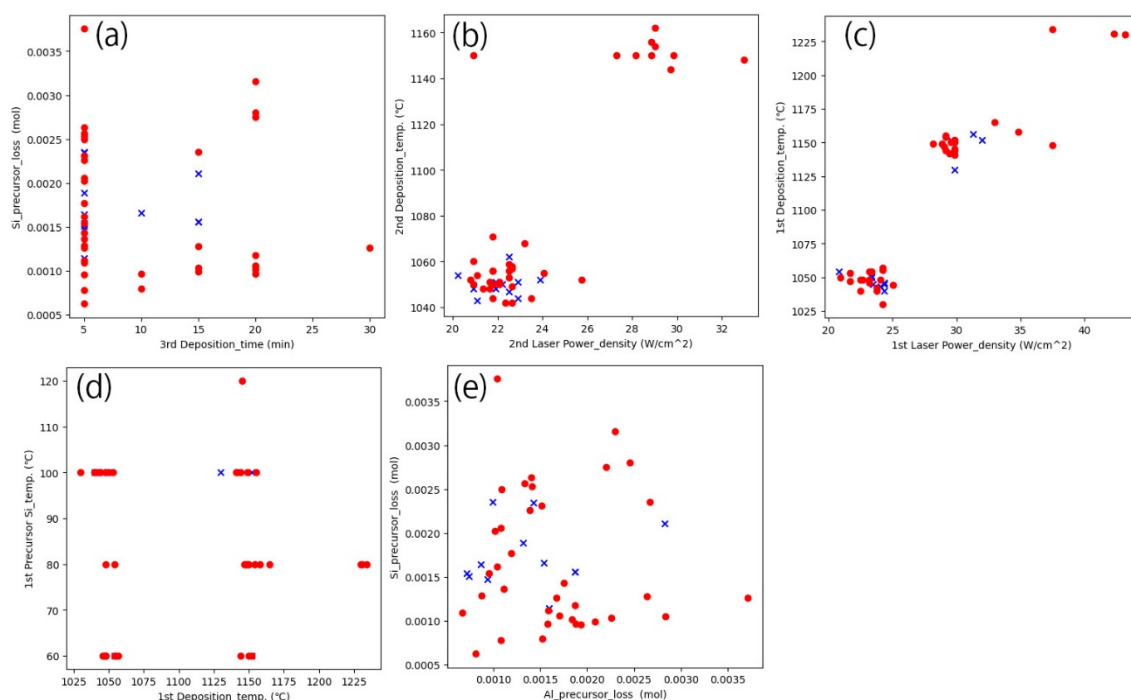 (a)
Si_precursor_loss (mol)
0.0035
0.0030
0.0025
0.0020
0.0015
0.0010
0.0005
5 10 15 20 25 30
3rd Deposition_time (min)
(b)
2nd Deposition_temp. (℃)
1160
1140
1120
1100
1080
1060
1040
20 22 24 26 28 30 32
2nd Laser Power_density (W/cm^2)
(c)
1st Deposition_temp. (℃)
1225
1200
1175
1150
1125
1100
1075
1050
1025
20 25 30 35 40
1st Laser Power_density (W/cm^2)
(d)
1st Precursor Si_temp. (℃)
120
110
100
90
80
70
60
1025 1050 1075 1100 1125 1150 1175 1200 1225
1st Deposition_temp. (℃)
(e)
Si_precursor_loss (mol)
0.0035
0.0030
0.0025
0.0020
0.0015
0.0010
0.0005
0.0010 0.0015 0.0020 0.0025 0.0030 0.0035
Al_precursor_loss (mol)